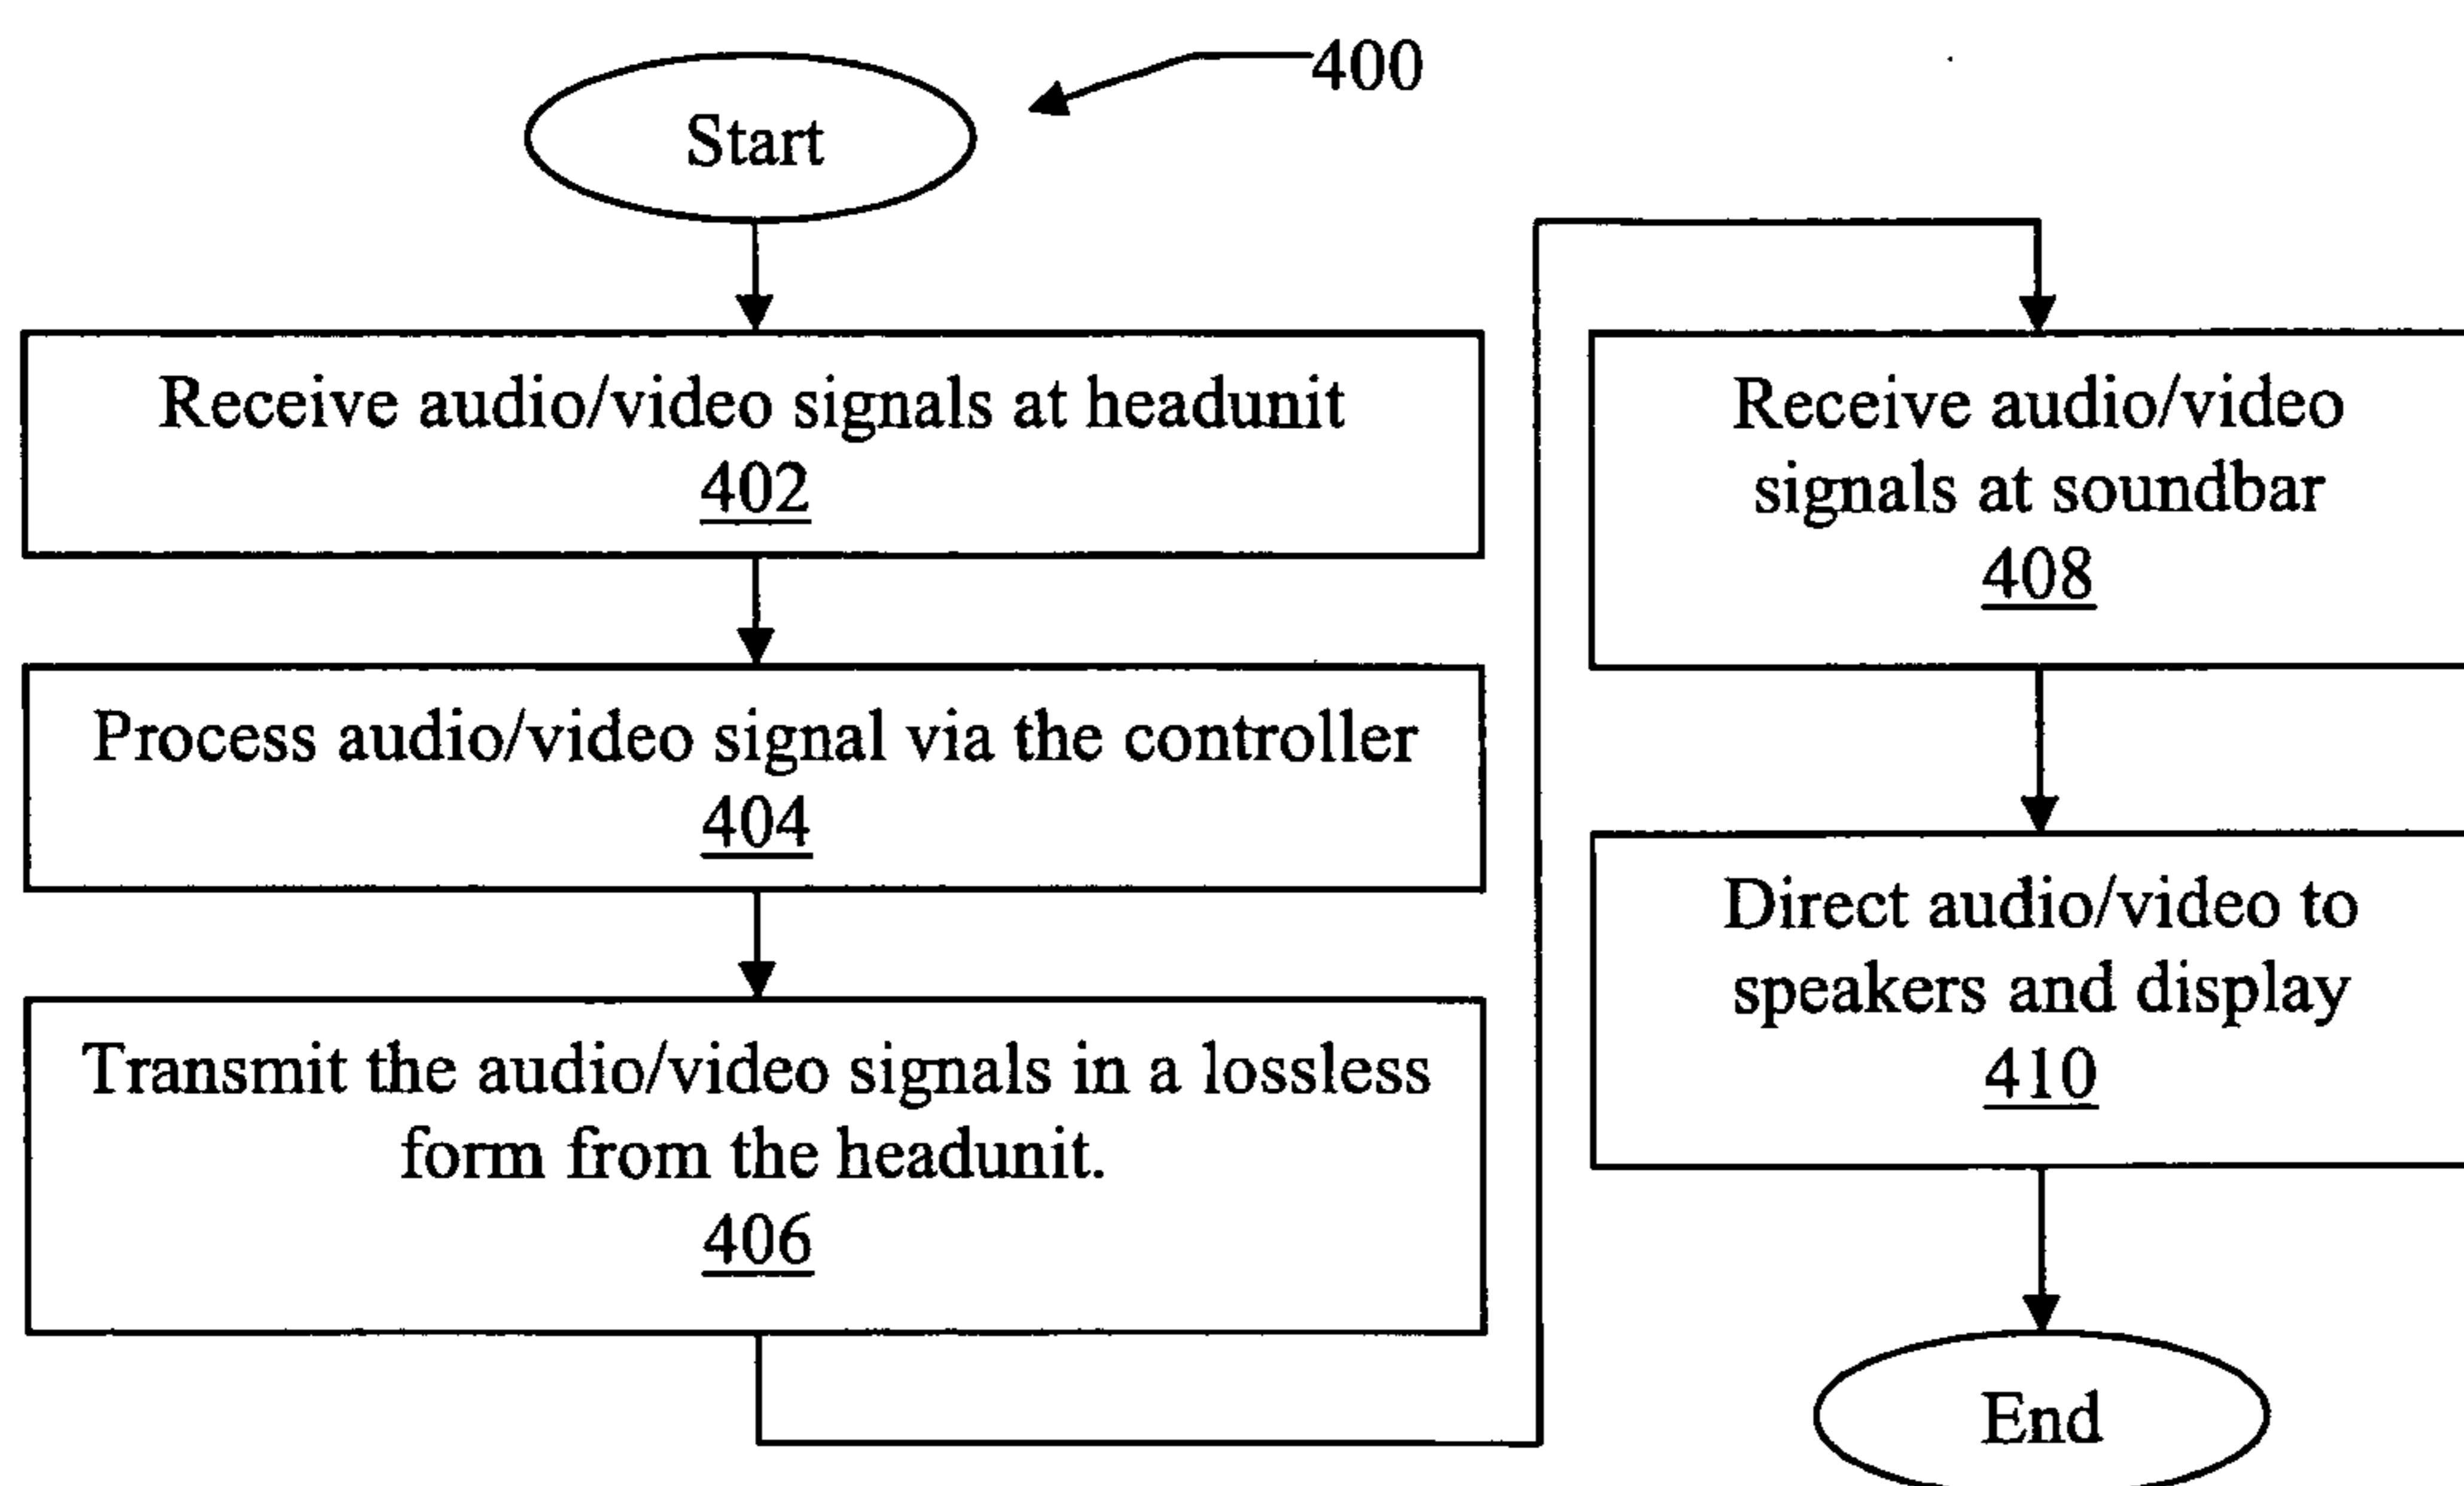 400
Start
Receive audio/video signals at headunit
402
Process audio/video signal via the controller
404
Transmit the audio/video signals in a lossless
form from the headunit.
406
Receive audio/video
signals at soundbar
408
Direct audio/video to
speakers and display
410
End